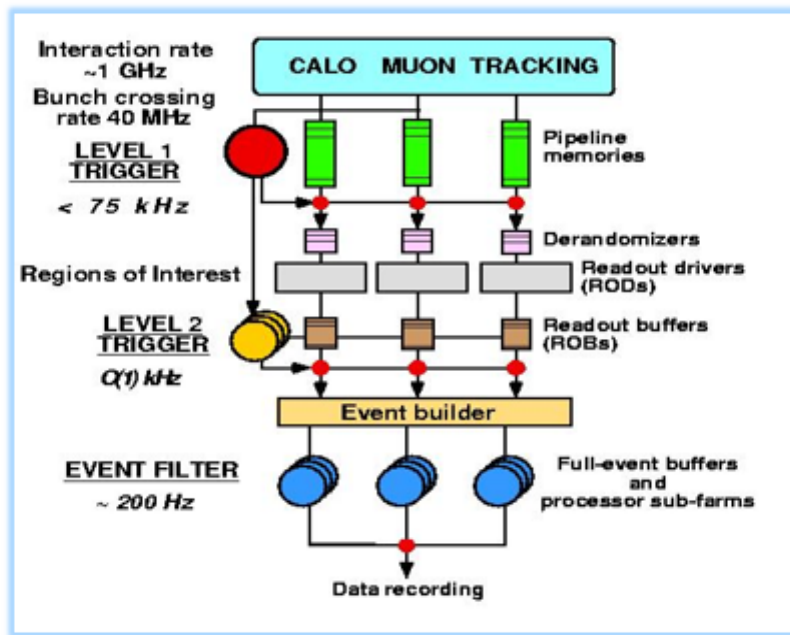 Interaction rate
~1 GHz
CALO MUON TRACKING
Bunch crossing
rate 40 MHz
LEVEL 1
TRIGGER
< 75 kHz
Pipeline
memories
Derandomizers
Regions of Interest
Readout drivers
(RODs)
LEVEL 2
TRIGGER
O(1) kHz
Readout buffers
(ROBs)
Event builder
EVENT FILTER
~ 200 Hz
Full-event buffers
and
processor sub-farms
Data recording